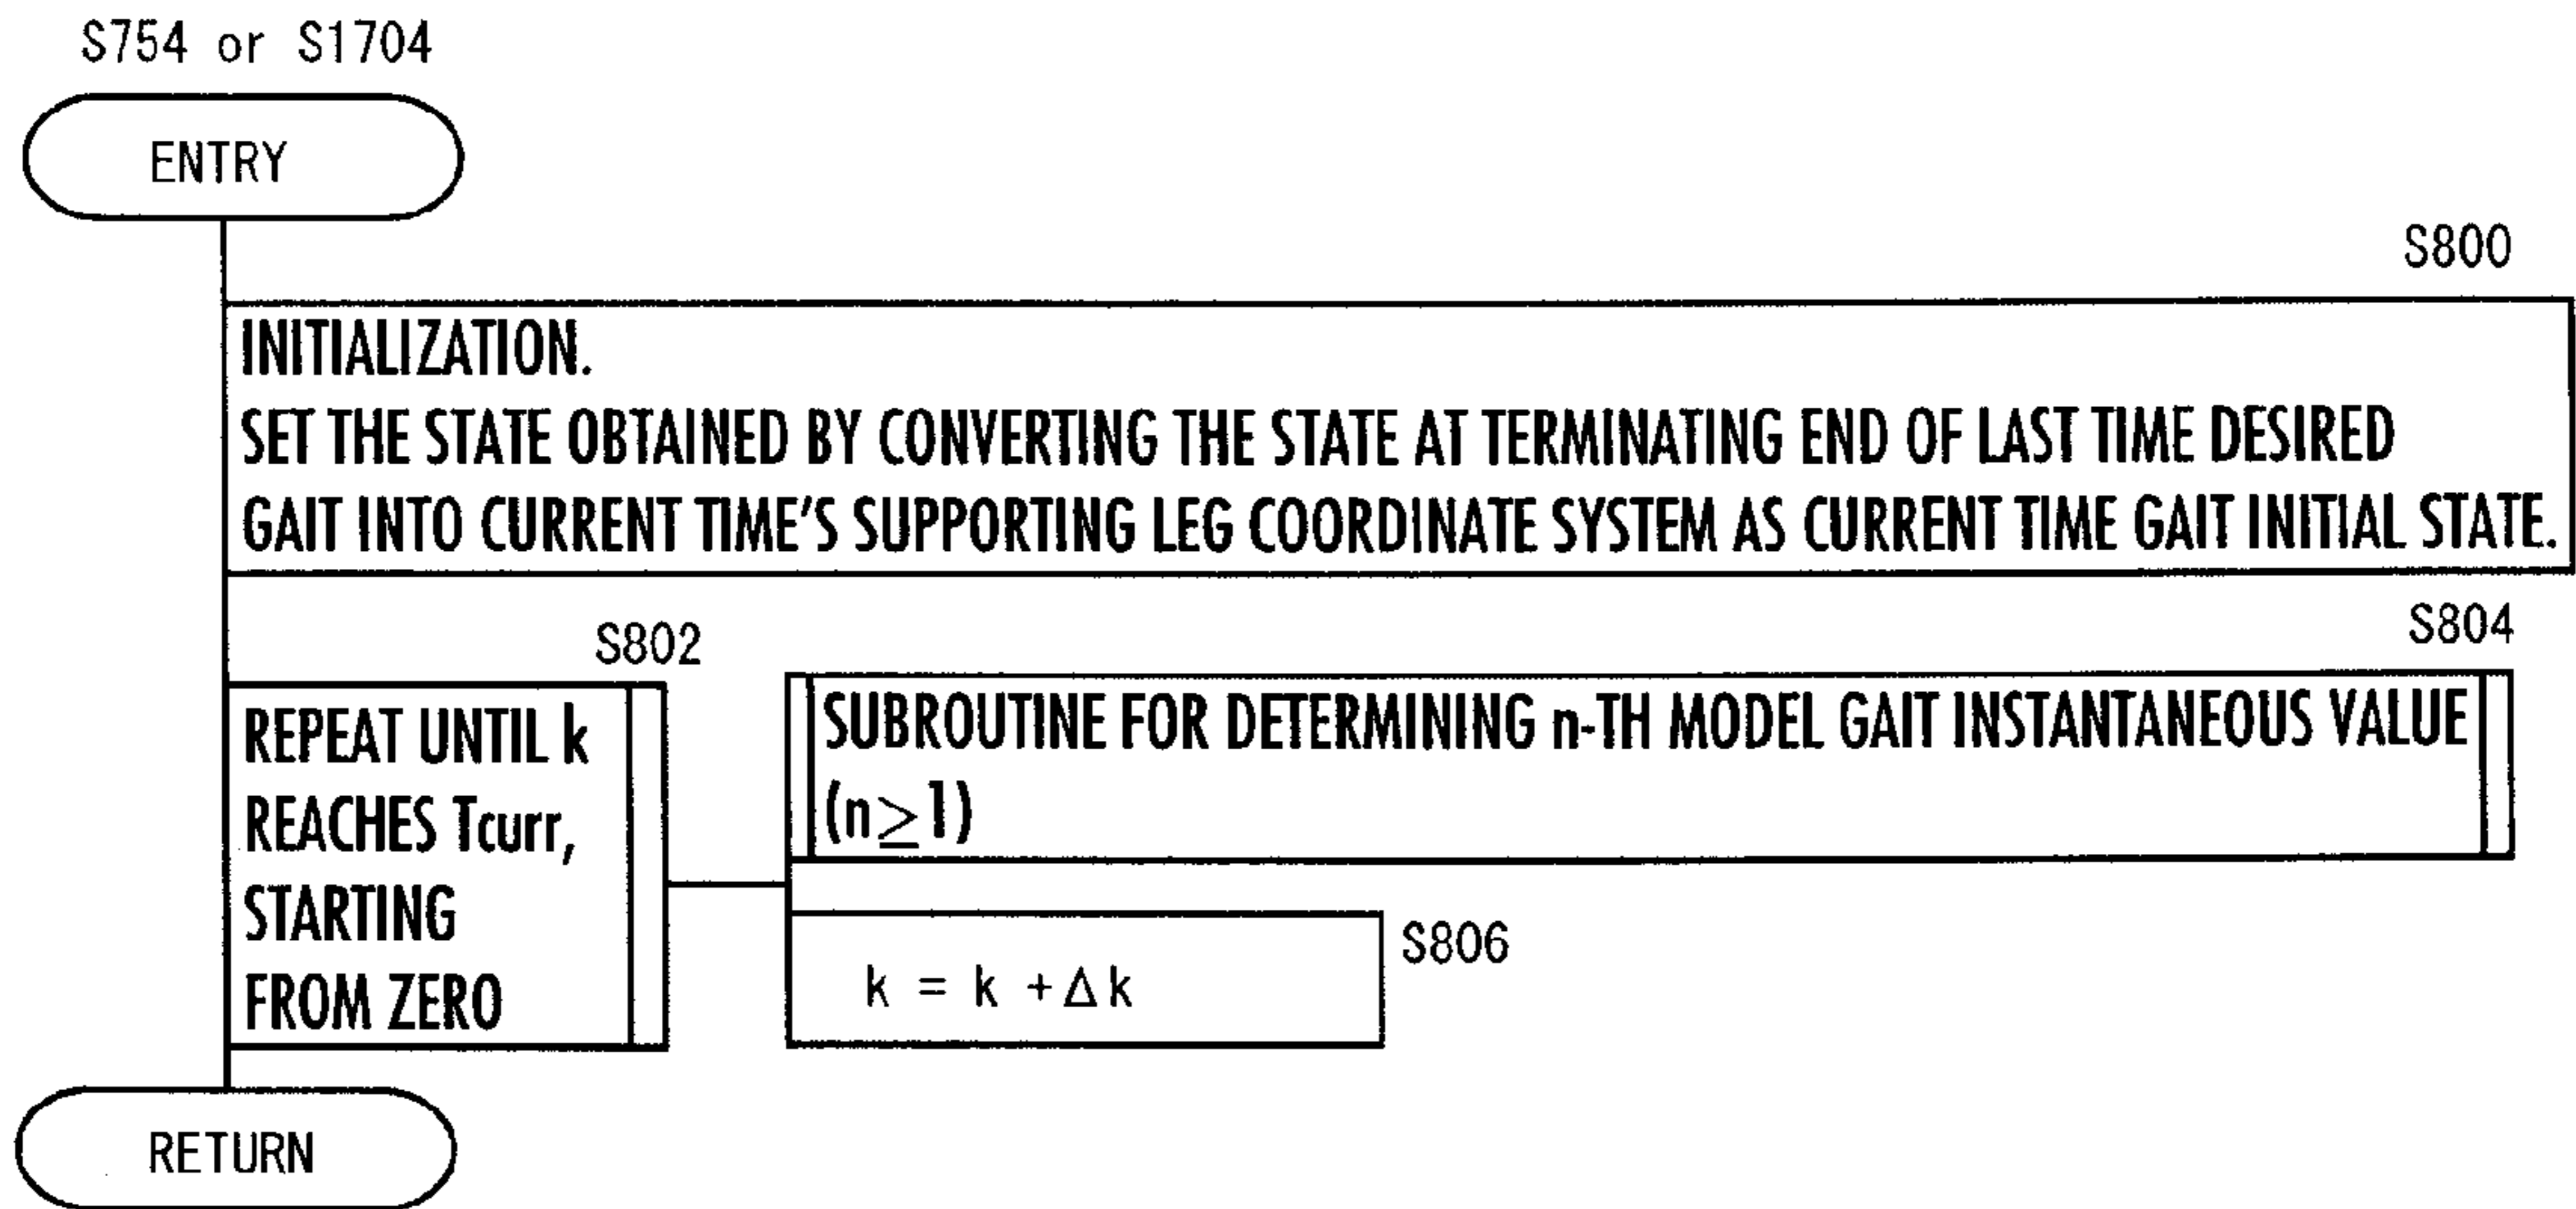 S754 or S1704
ENTRY
S800
INITIALIZATION.
SET THE STATE OBTAINED BY CONVERTING THE STATE AT TERMINATING END OF LAST TIME DESIRED
GAIT INTO CURRENT TIME'S SUPPORTING LEG COORDINATE SYSTEM AS CURRENT TIME GAIT INITIAL STATE.
S802
REPEAT UNTIL k
REACHES Tcurr,
STARTING
FROM ZERO
S804
SUBROUTINE FOR DETERMINING n-TH MODEL GAIT INSTANTANEOUS VALUE
(n≥1)
S806
k = k +Δk
RETURN